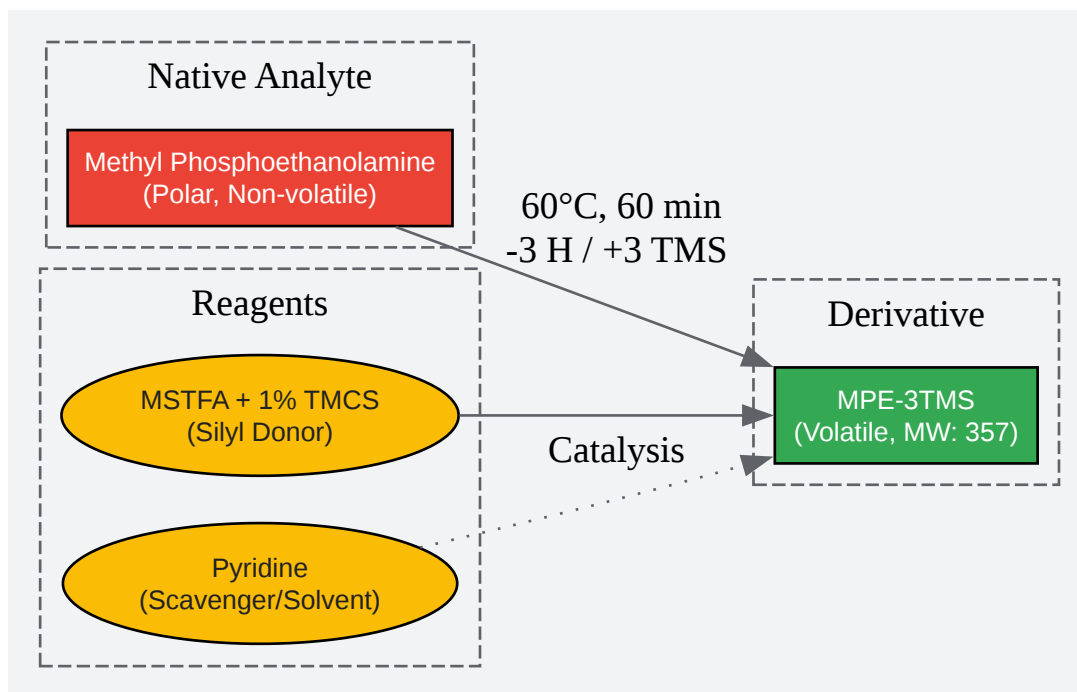 Native Analyte
Methyl Phosphoethanolamine
(Polar, Non-volatile)
60°C, 60 min
-3 H / +3 TMS
Reagents
MSTFA + 1% TMCS
(Silyl Donor)
Catalysis
Pyridine
(Scavenger/Solvent)
Derivative
MPE-3TMS
(Volatile, MW: 357)